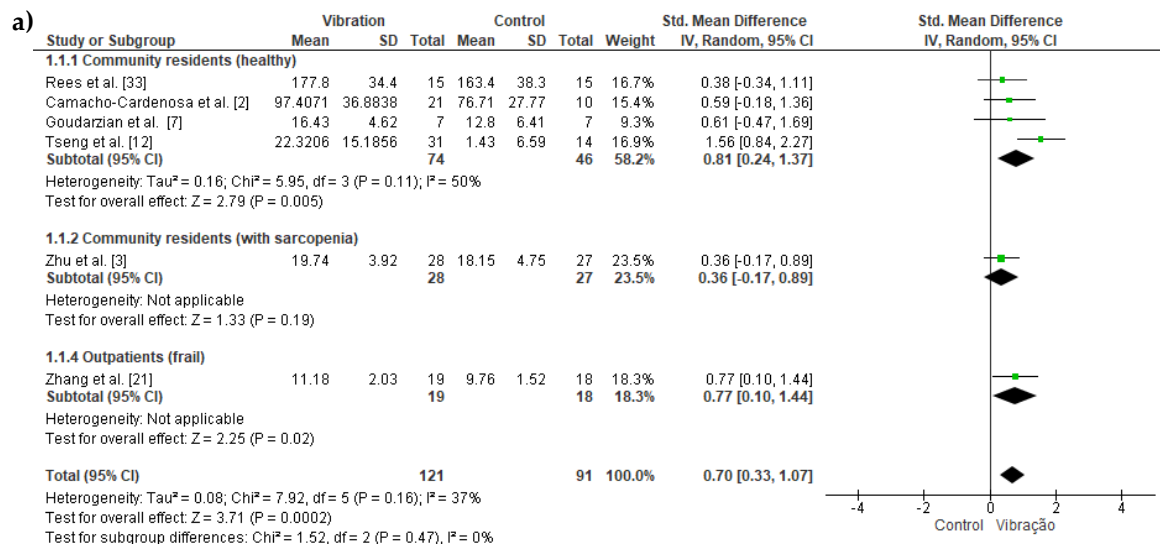 a)
Vibration Control Std. Mean Difference Std. Mean Difference
Study or Subgroup Mean SD Total Mean SD Total Weight IV, Random, 95% CI IV, Random, 95% CI
1.1.1 Community residents (healthy)
Rees et al. [33] 177.8 34.4 15 163.4 38.3 15 16.7% 0.38 [-0.34, 1.11]
Camacho-Cardenosa et al. [2] 97.4071 36.8838 21 76.71 27.77 10 15.4% 0.59 [-0.18, 1.36]
Goudarzian et al. [7] 16.43 4.62 7 12.8 6.41 7 9.3% 0.61 [-0.47, 1.69]
Tseng et al. [12] 22.3206 15.1856 31 1.43 6.59 14 16.9% 1.56 [0.84, 2.27]
Subtotal (95% CI) 74 46 58.2% 0.81 [0.24, 1.37]
Heterogeneity: Tau² = 0.16; Chi² = 5.95, df = 3 (P = 0.11); I² = 50%
Test for overall effect: Z = 2.79 (P = 0.005)
1.1.2 Community residents (with sarcopenia)
Zhu et al. [3] 19.74 3.92 28 18.15 4.75 27 23.5% 0.36 [-0.17, 0.89]
Subtotal (95% CI) 28 27 23.5% 0.36 [-0.17, 0.89]
Heterogeneity: Not applicable
Test for overall effect: Z = 1.33 (P = 0.19)
1.1.4 Outpatients (frail)
Zhang et al. [21] 11.18 2.03 19 9.76 1.52 18 18.3% 0.77 [0.10, 1.44]
Subtotal (95% CI) 19 18 18.3% 0.77 [0.10, 1.44]
Heterogeneity: Not applicable
Test for overall effect: Z = 2.25 (P = 0.02)
Total (95% CI) 121 91 100.0% 0.70 [0.33, 1.07]
Heterogeneity: Tau² = 0.08; Chi² = 7.92, df = 5 (P = 0.16); I² = 37%
Test for overall effect: Z = 3.71 (P = 0.0002)
Test for subgroup differences: Chi² = 1.52, df = 2 (P = 0.47), I² = 0%
-4 -2 0 2 4
Control Vibração